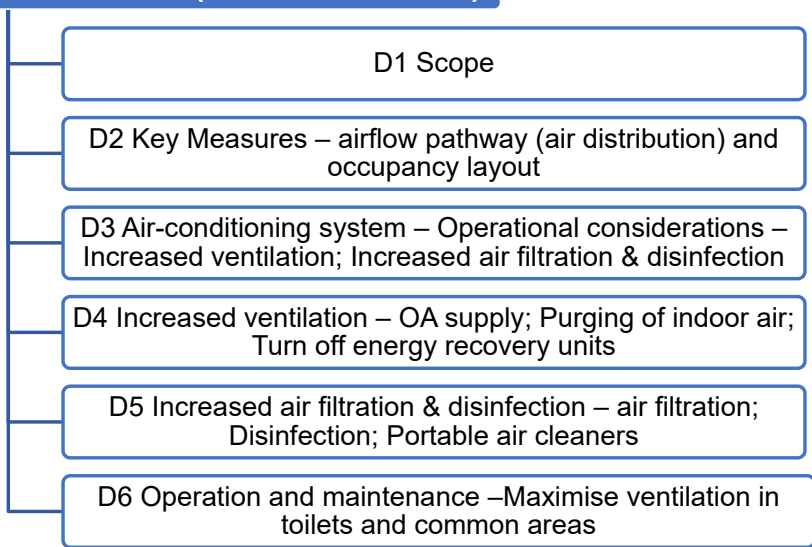 D1 Scope
D2 Key Measures – airflow pathway (air distribution) and
occupancy layout
D3 Air-conditioning system – Operational considerations –
Increased ventilation; Increased air filtration & disinfection
D4 Increased ventilation – OA supply; Purging of indoor air;
Turn off energy recovery units
D5 Increased air filtration & disinfection – air filtration;
Disinfection; Portable air cleaners
D6 Operation and maintenance –Maximise ventilation in
toilets and common areas